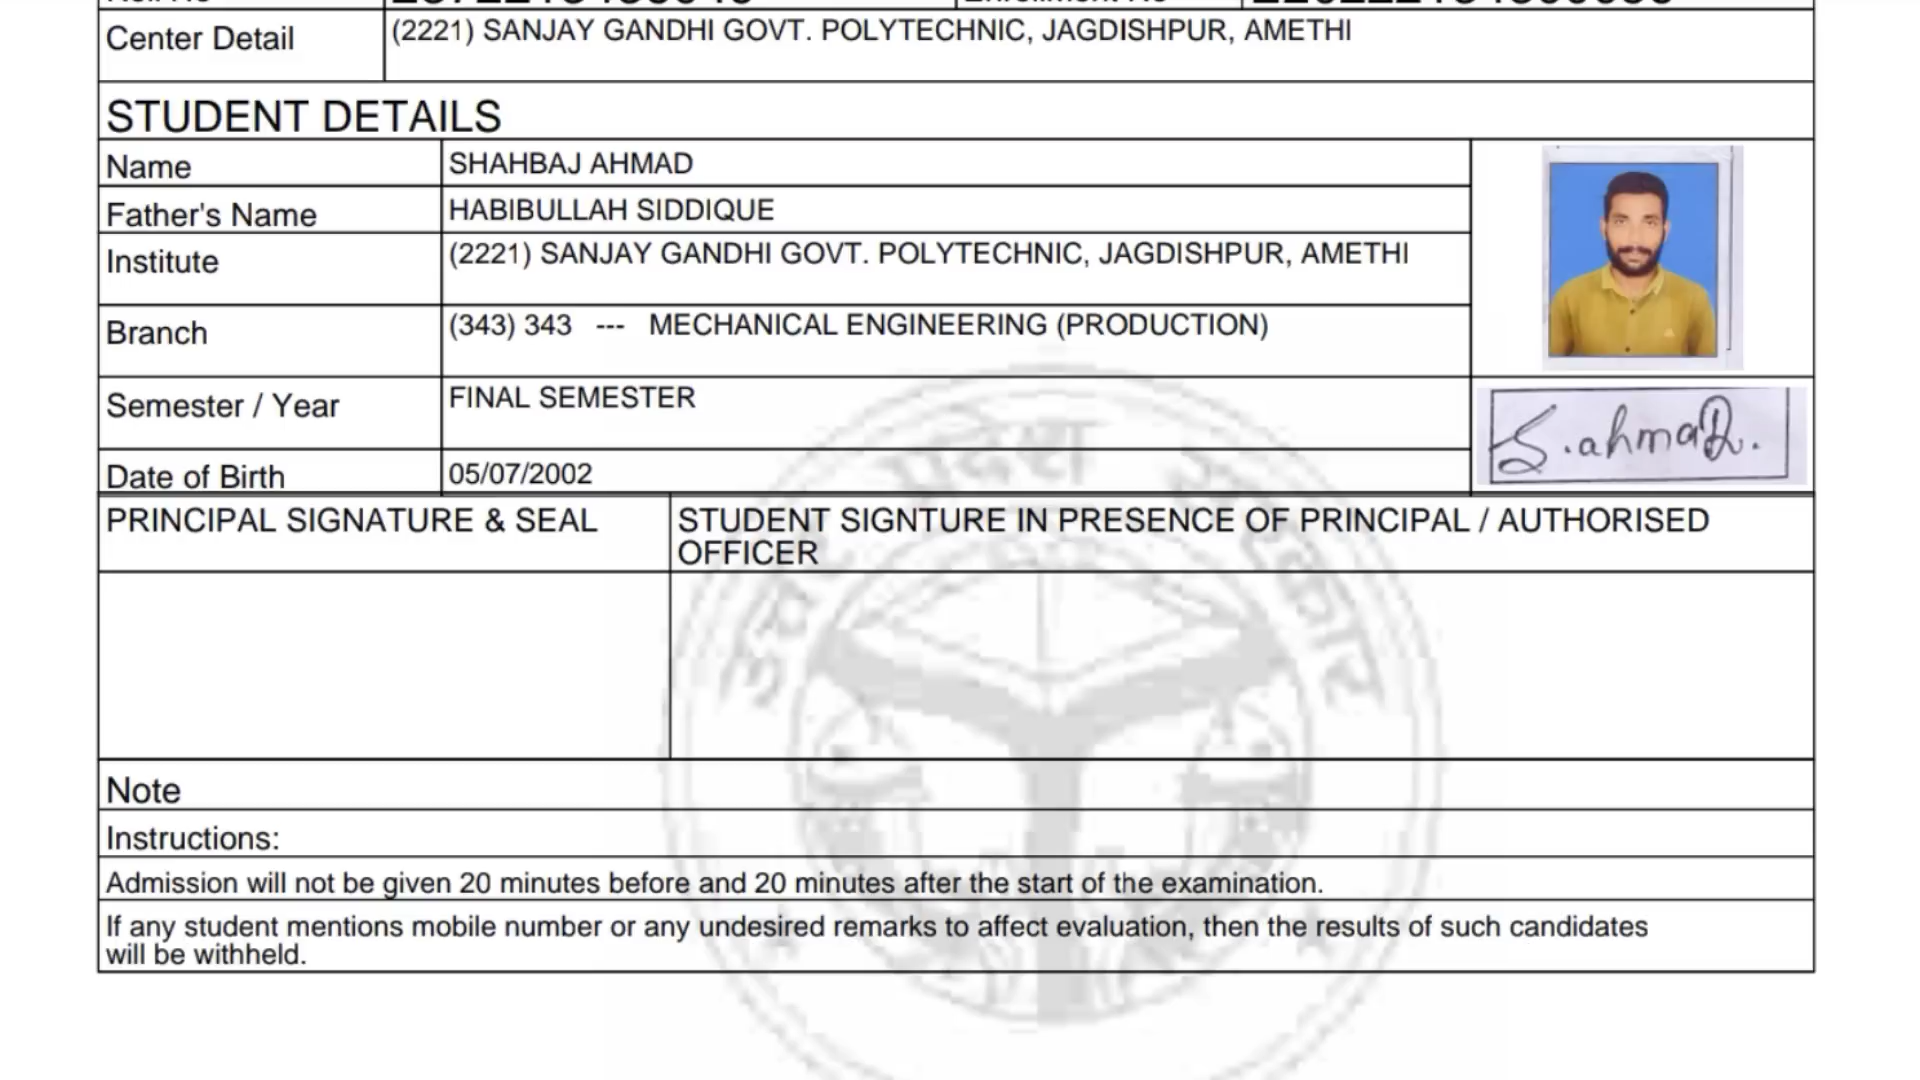 Center Detail
(2221) SANJAY GANDHI GOVT. POLYTECHNIC, JAGDISHPUR, AMETHI
STUDENT DETAILS
Name
SHAHBAJ AHMAD
Father's Name
HABIBULLAH SIDDIQUE
Institute
(2221) SANJAY GANDHI GOVT. POLYTECHNIC, JAGDISHPUR, AMETHI
Branch
(343) 343 --- MECHANICAL ENGINEERING (PRODUCTION)
Semester / Year
FINAL SEMESTER
S.ahmad.
Date of Birth
05/07/2002
PRINCIPAL SIGNATURE & SEAL
STUDENT SIGNTURE IN PRESENCE OF PRINCIPAL / AUTHORISED
OFFICER
उत्तर प्रदेश सरकार
Note
Instructions:
Admission will not be given 20 minutes before and 20 minutes after the start of the examination.
If any student mentions mobile number or any undesired remarks to affect evaluation, then the results of such candidates
will be withheld.